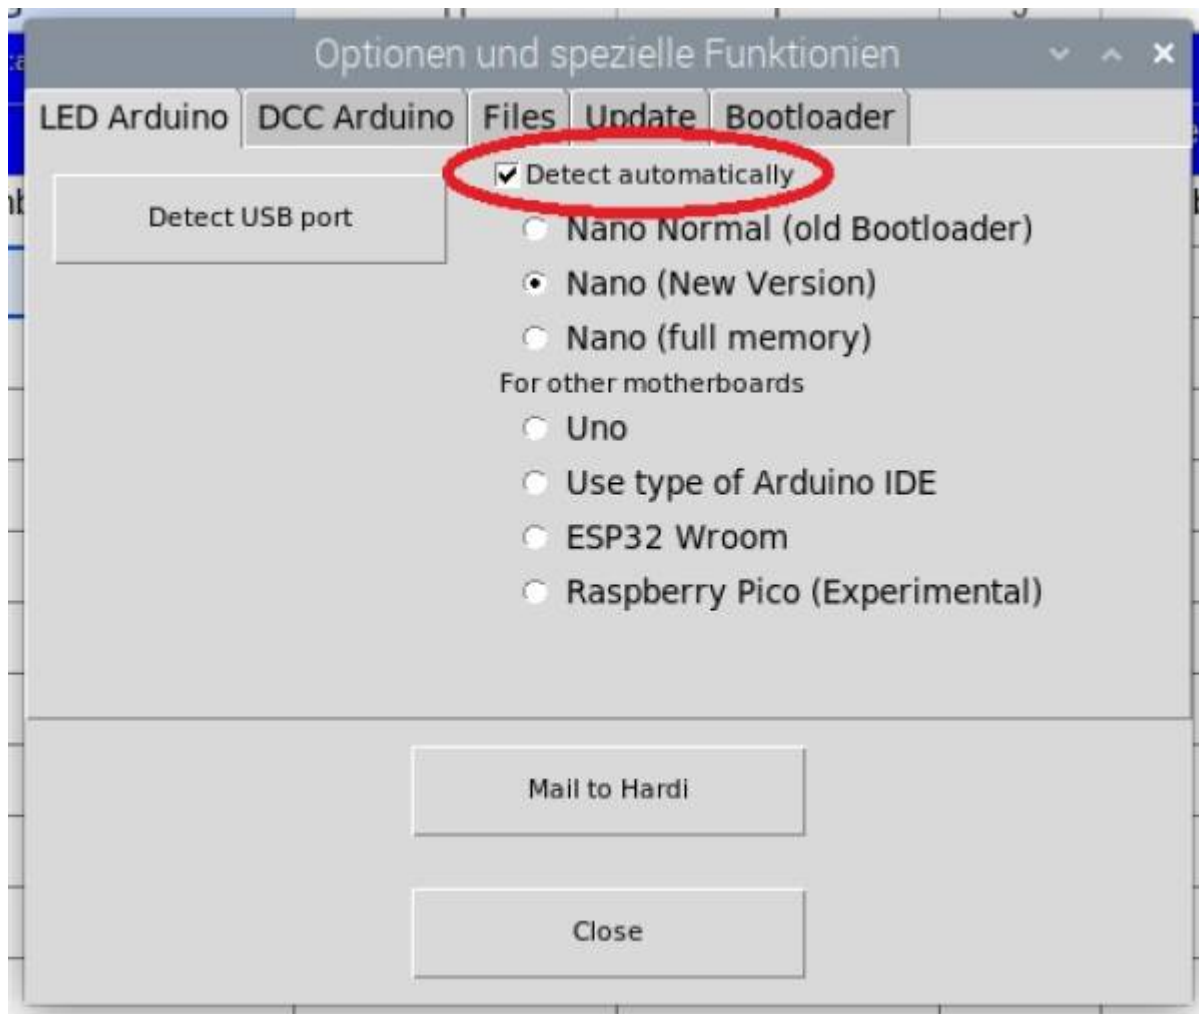 Optionen und spezielle Funktionien
LED Arduino DCC Arduino Files Update Bootloader
Detect automatically
Detect USB port
Nano Normal (old Bootloader)
Nano (New Version)
Nano (full memory)
For other motherboards
Uno
Use type of Arduino IDE
ESP32 Wroom
Raspberry Pico (Experimental)
Mail to Hardi
Close